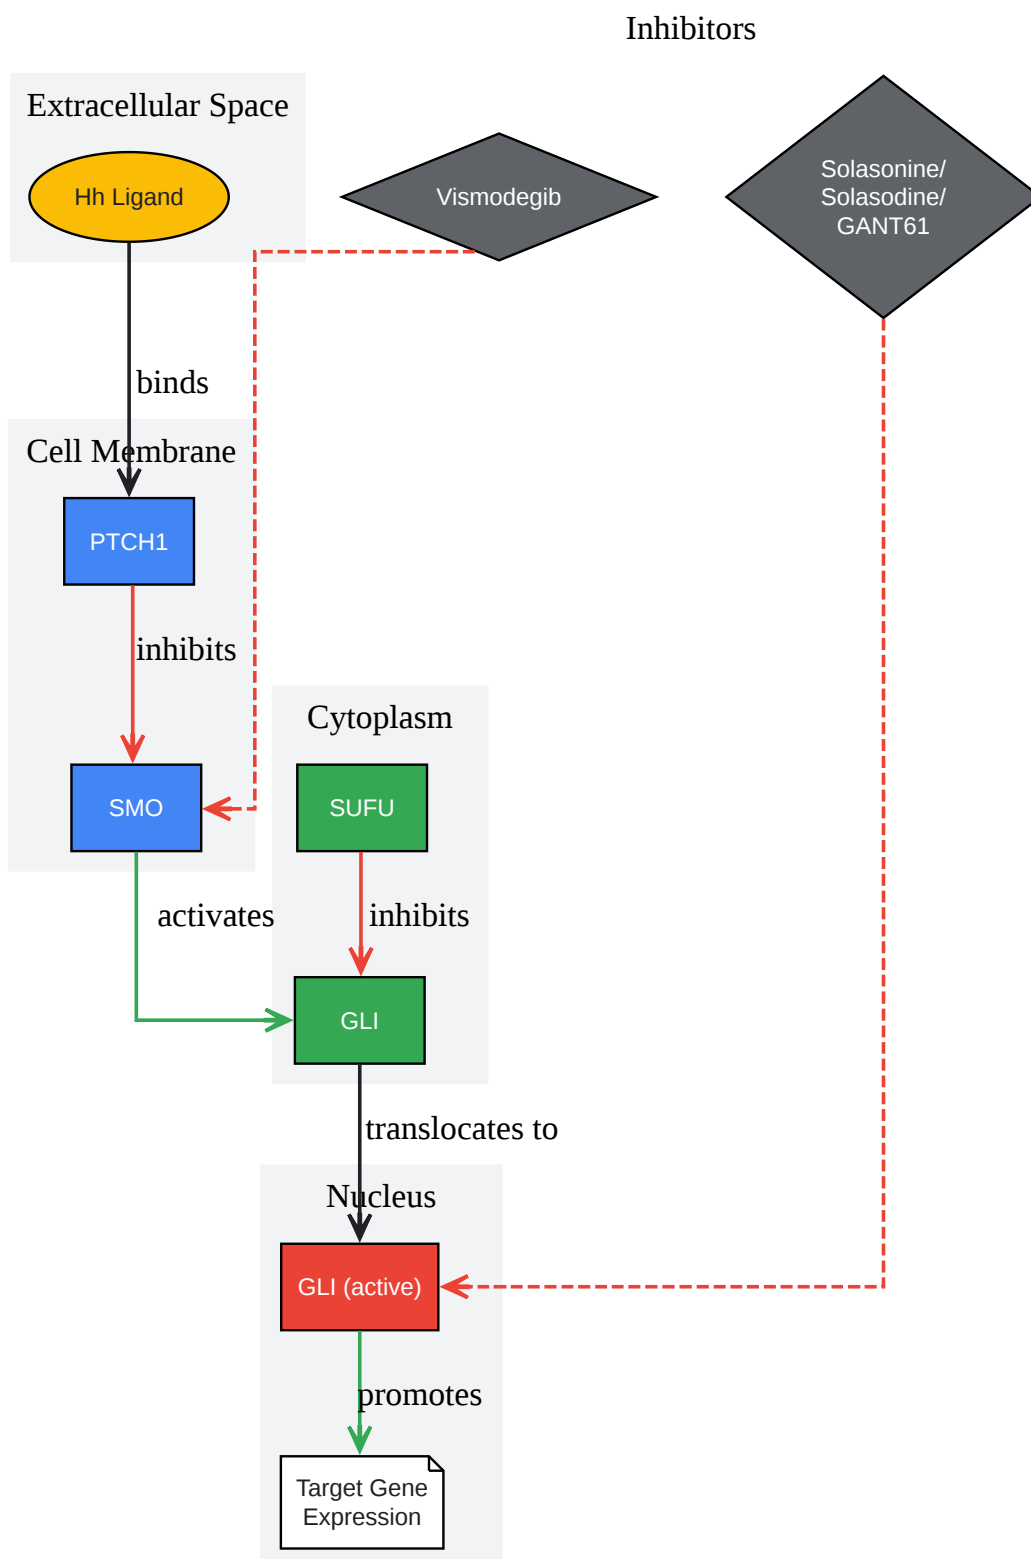 Inhibitors
Extracellular Space
Hh Ligand
Vismodegib
Solasonine/
Solasodine/
GANT61
binds
Cell Membrane
PTCH1
inhibits
Cytoplasm
SMO
SUFU
activates
inhibits
GLI
translocates to
Nucleus
GLI (active)
promotes
Target Gene
Expression